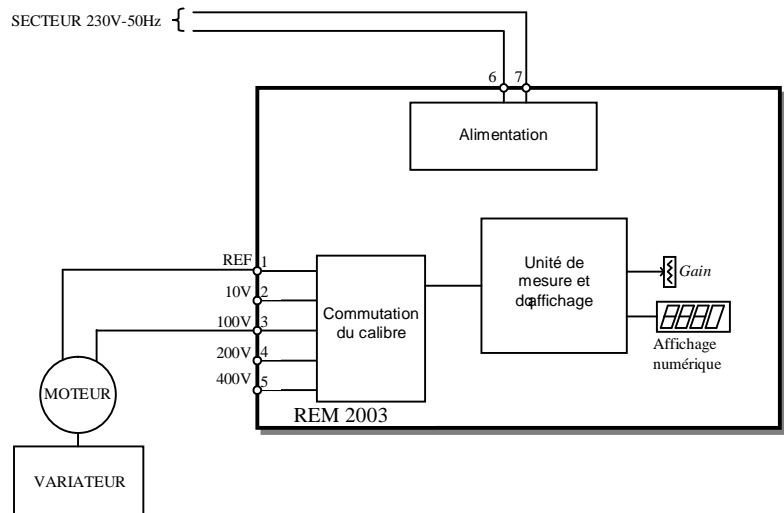 SECTEUR 230V-50Hz
6 7
Alimentation
REF 1
10V 2
100V 3
200V 4
400V 5
Commutation
du calibre
Unité de
mesure et
Gain
Affichage
numérique
MOTEUR
REM 2003
VARIATEUR